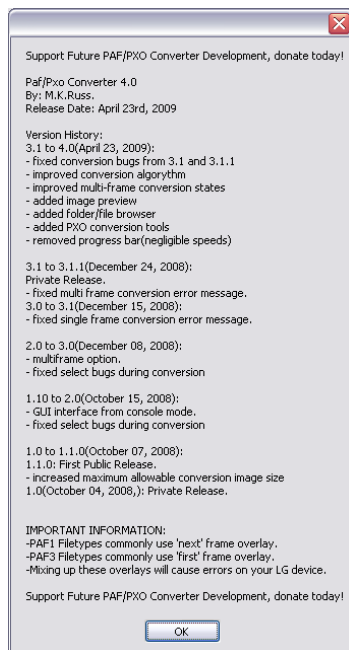 Support Future PAF/PXO Converter Development, donate today!
Paf/Pxo Converter 4.0
By: M.K.Russ.
Release Date: April 23rd, 2009
Version History:
3.1 to 4.0(April 23, 2009):
- fixed conversion bugs from 3.1 and 3.1.1
- improved conversion algorythm
- improved multi-frame conversion states
- added image preview
- added folder/file browser
- added PXO conversion tools
- removed progress bar(negligible speeds)
3.1 to 3.1.1(December 24, 2008):
Private Release.
- fixed multi frame conversion error message.
3.0 to 3.1(December 15, 2008):
- fixed single frame conversion error message.
2.0 to 3.0(December 08, 2008):
- multiframe option.
- fixed select bugs during conversion
1.10 to 2.0(October 15, 2008):
- GUI interface from console mode.
- fixed select bugs during conversion
1.0 to 1.1.0(October 07, 2008):
1.1.0: First Public Release.
- increased maximum allowable conversion image size
1.0(October 04, 2008,): Private Release.
IMPORTANT INFORMATION:
-PAF1 Filetypes commonly use 'next' frame overlay.
-PAF3 Filetypes commonly use 'first' frame overlay.
-Mixing up these overlays will cause errors on your LG device.
Support Future PAF/PXO Converter Development, donate today!
OK